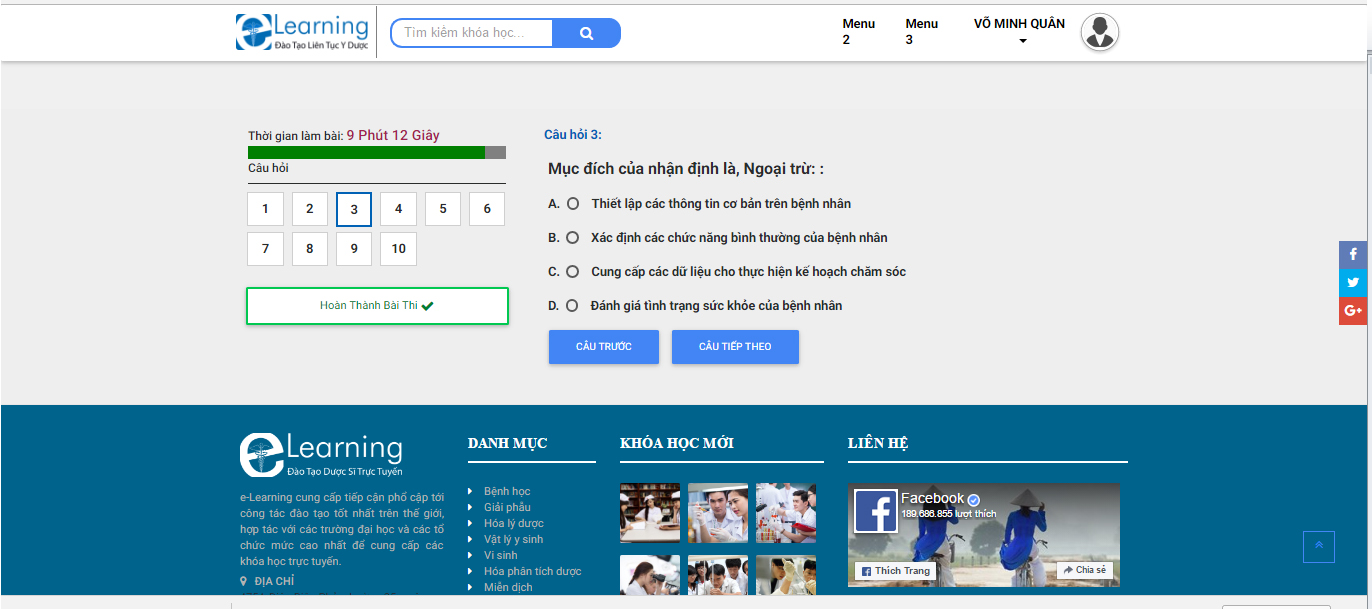 eLearning
Đào Tạo Liên Tục Y Dược
Tìm kiếm khóa học...
Menu 2
Menu 3
VÕ MINH QUÂN
Thời gian làm bài: 9 Phút 12 Giây
Câu hỏi
1 2 3 4 5 6
7 8 9 10
Hoàn Thành Bài Thi
Câu hỏi 3:
Mục đích của nhận định là, Ngoại trừ: :
A. Thiết lập các thông tin cơ bản trên bệnh nhân
B. Xác định các chức năng bình thường của bệnh nhân
C. Cung cấp các dữ liệu cho thực hiện kế hoạch chăm sóc
D. Đánh giá tình trạng sức khỏe của bệnh nhân
CÂU TRƯỚC
CÂU TIẾP THEO
f
G+
eLearning
Đào Tạo Dược Sĩ Trực Tuyến
e-Learning cung cấp tiếp cận phổ cập tới
công tác đào tạo tốt nhất trên thế giới,
hợp tác với các trường đại học và các tổ
chức mức cao nhất để cung cấp các
khóa học trực tuyến.
ĐỊA CHỈ
DANH MỤC
Bệnh học
Giải phẫu
Hóa lý dược
Vật lý y sinh
Vi sinh
Hóa phân tích dược
Miễn dịch
KHÓA HỌC MỚI
LIÊN HỆ
f
Facebook
189.686.855 lượt thích
Thích Trang
Chia sẻ